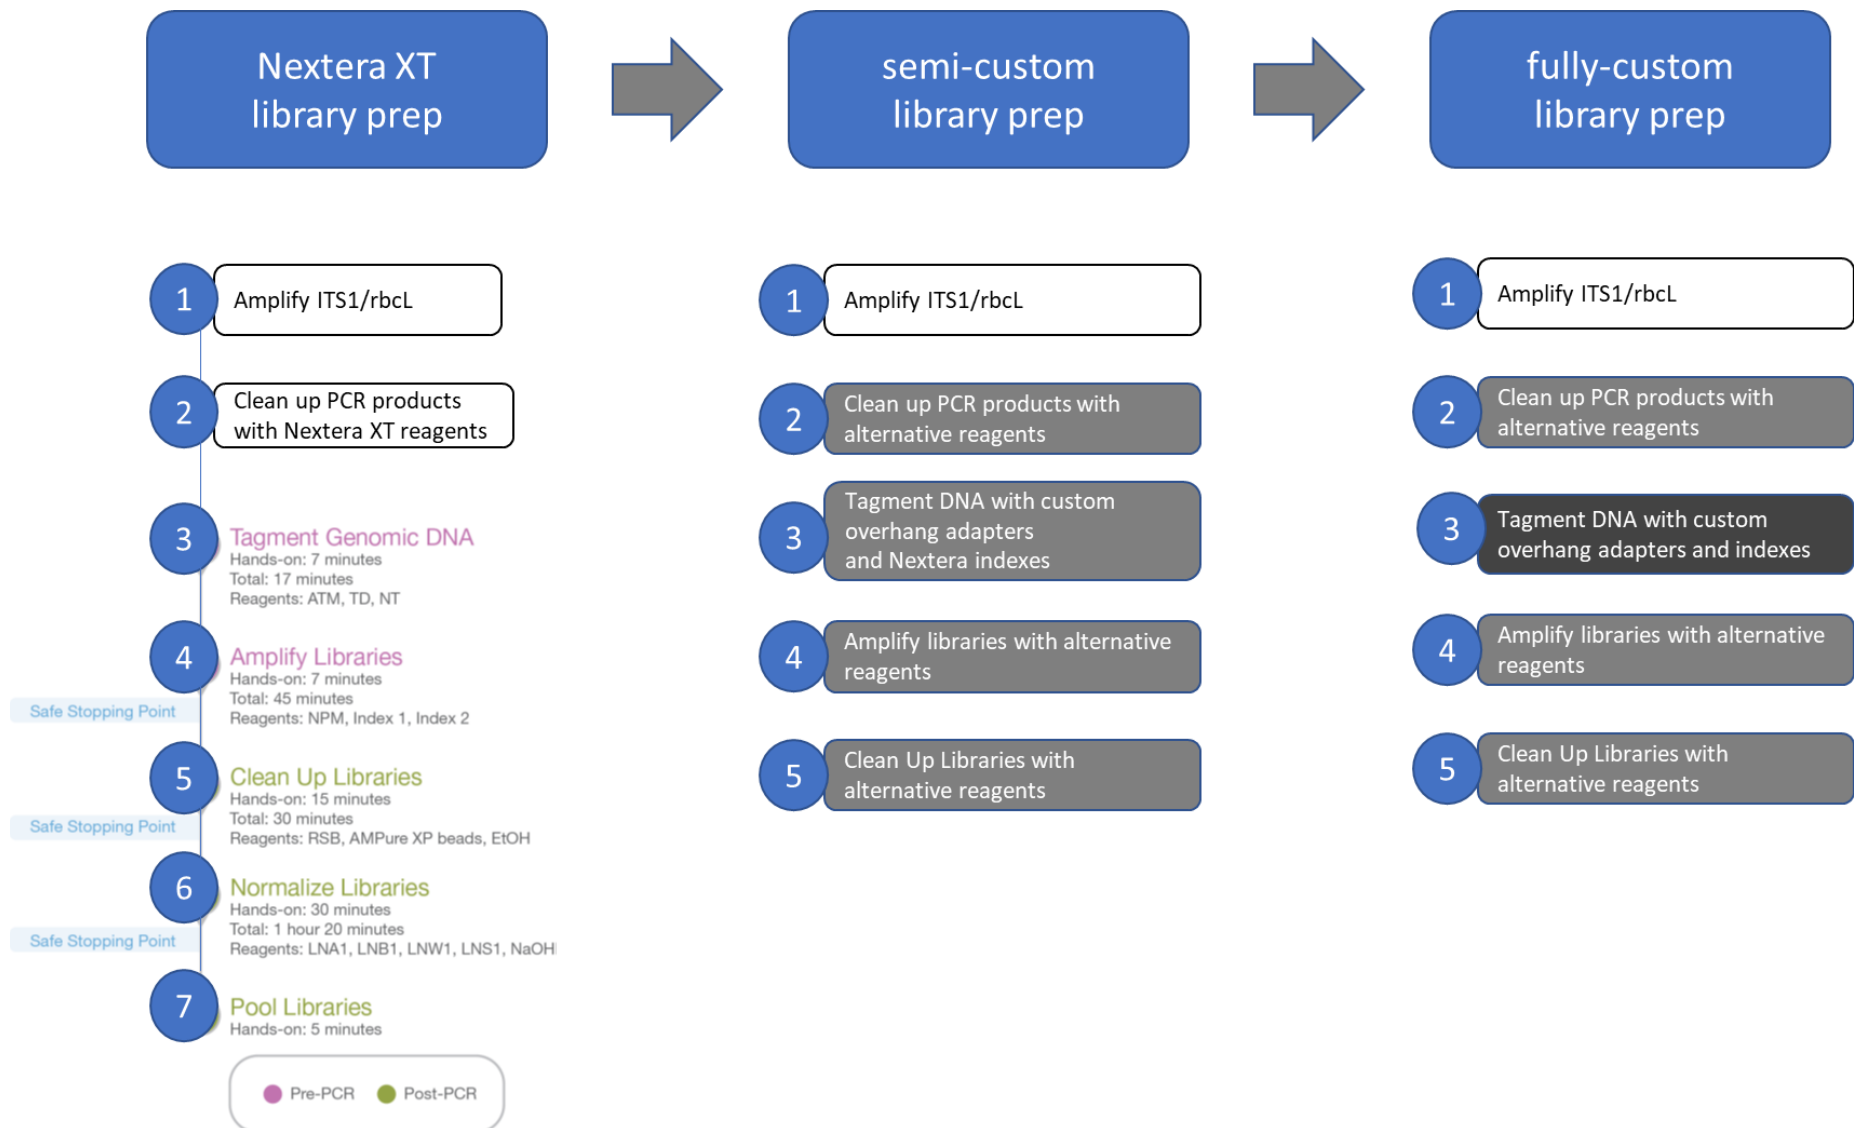 Nextera XT
library prep
semi-custom
library prep
fully-custom
library prep
1
Amplify ITS1/rbcL
2
Clean up PCR products
with Nextera XT reagents
3
Tagment Genomic DNA
Hands-on: 7 minutes
Total: 17 minutes
Reagents: ATM, TD, NT
4
Amplify Libraries
Hands-on: 7 minutes
Total: 45 minutes
Reagents: NPM, Index 1, Index 2
Safe Stopping Point
5
Clean Up Libraries
Hands-on: 15 minutes
Total: 30 minutes
Reagents: RSB, AMPure XP beads, EtOH
Safe Stopping Point
6
Normalize Libraries
Hands-on: 30 minutes
Total: 1 hour 20 minutes
Reagents: LNA1, LNB1, LNW1, LNS1, NaOH
Safe Stopping Point
7
Pool Libraries
Hands-on: 5 minutes
Pre-PCR
Post-PCR
1
Amplify ITS1/rbcL
2
Clean up PCR products with
alternative reagents
3
Tagment DNA with custom
overhang adapters
and Nextera indexes
4
Amplify libraries with alternative
reagents
5
Clean Up Libraries with
alternative reagents
1
Amplify ITS1/rbcL
2
Clean up PCR products with
alternative reagents
3
Tagment DNA with custom
overhang adapters and indexes
4
Amplify libraries with alternative
reagents
5
Clean Up Libraries with
alternative reagents